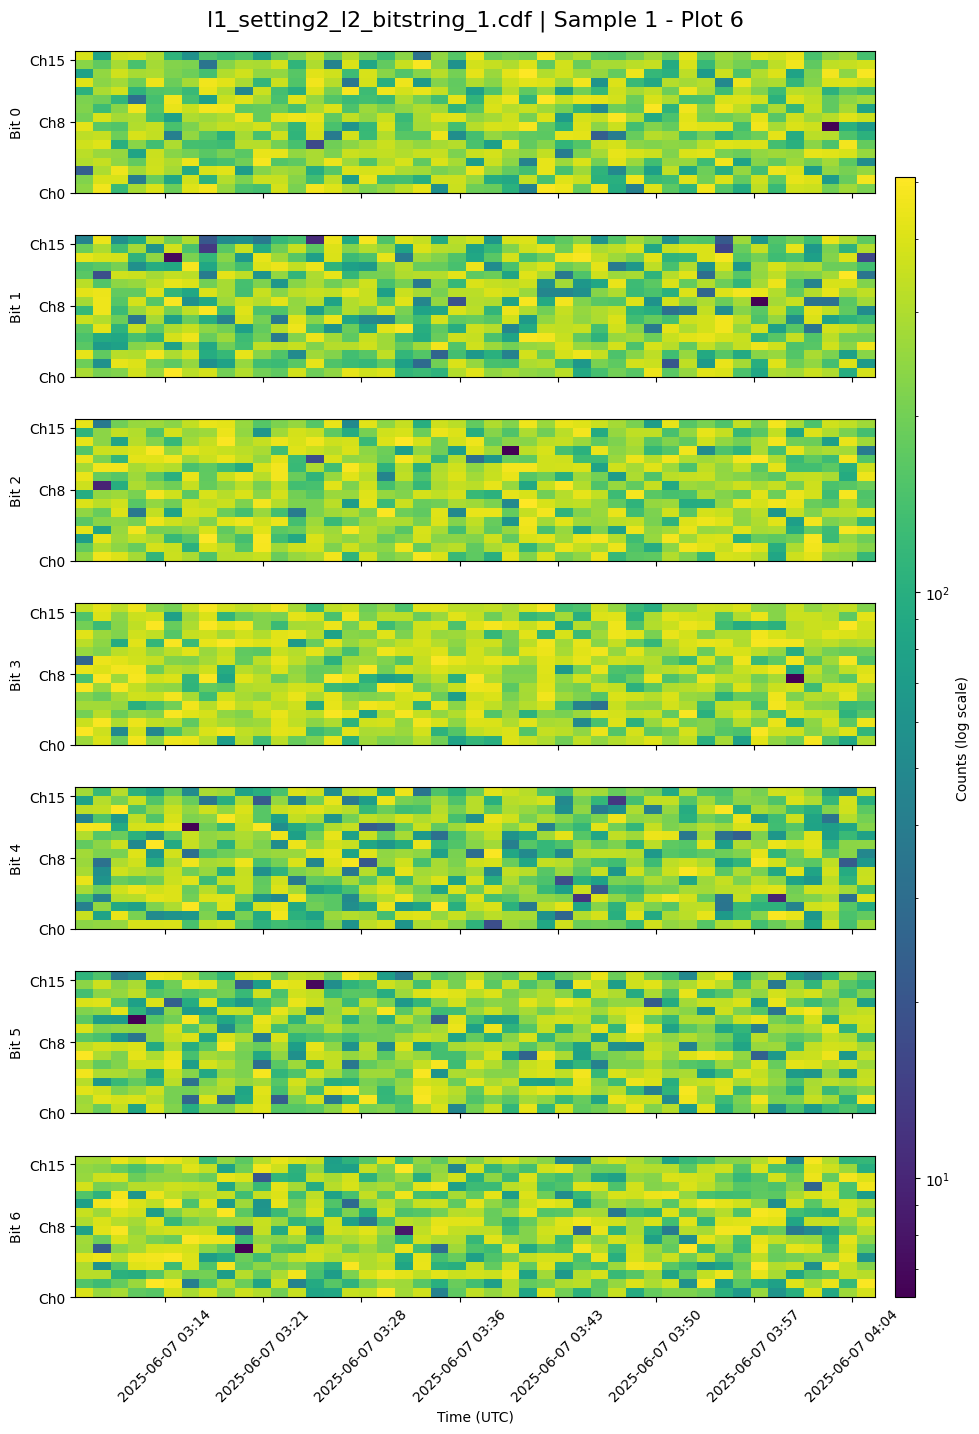 l1_setting2_l2_bitstring_1.cdf | Sample 1 - Plot 6
Ch15
Ch8
Ch0
Bit 0
Ch15
Ch8
Ch0
Bit 1
Ch15
Ch8
Ch0
Bit 2
Ch15
Ch8
Ch0
Bit 3
Ch15
Ch8
Ch0
Bit 4
Ch15
Ch8
Ch0
Bit 5
Ch15
Ch8
Ch0
Bit 6
2025-06-07 03:14
2025-06-07 03:21
2025-06-07 03:28
2025-06-07 03:36
2025-06-07 03:43
2025-06-07 03:50
2025-06-07 03:57
2025-06-07 04:04
Time (UTC)
10²
10¹
Counts (log scale)